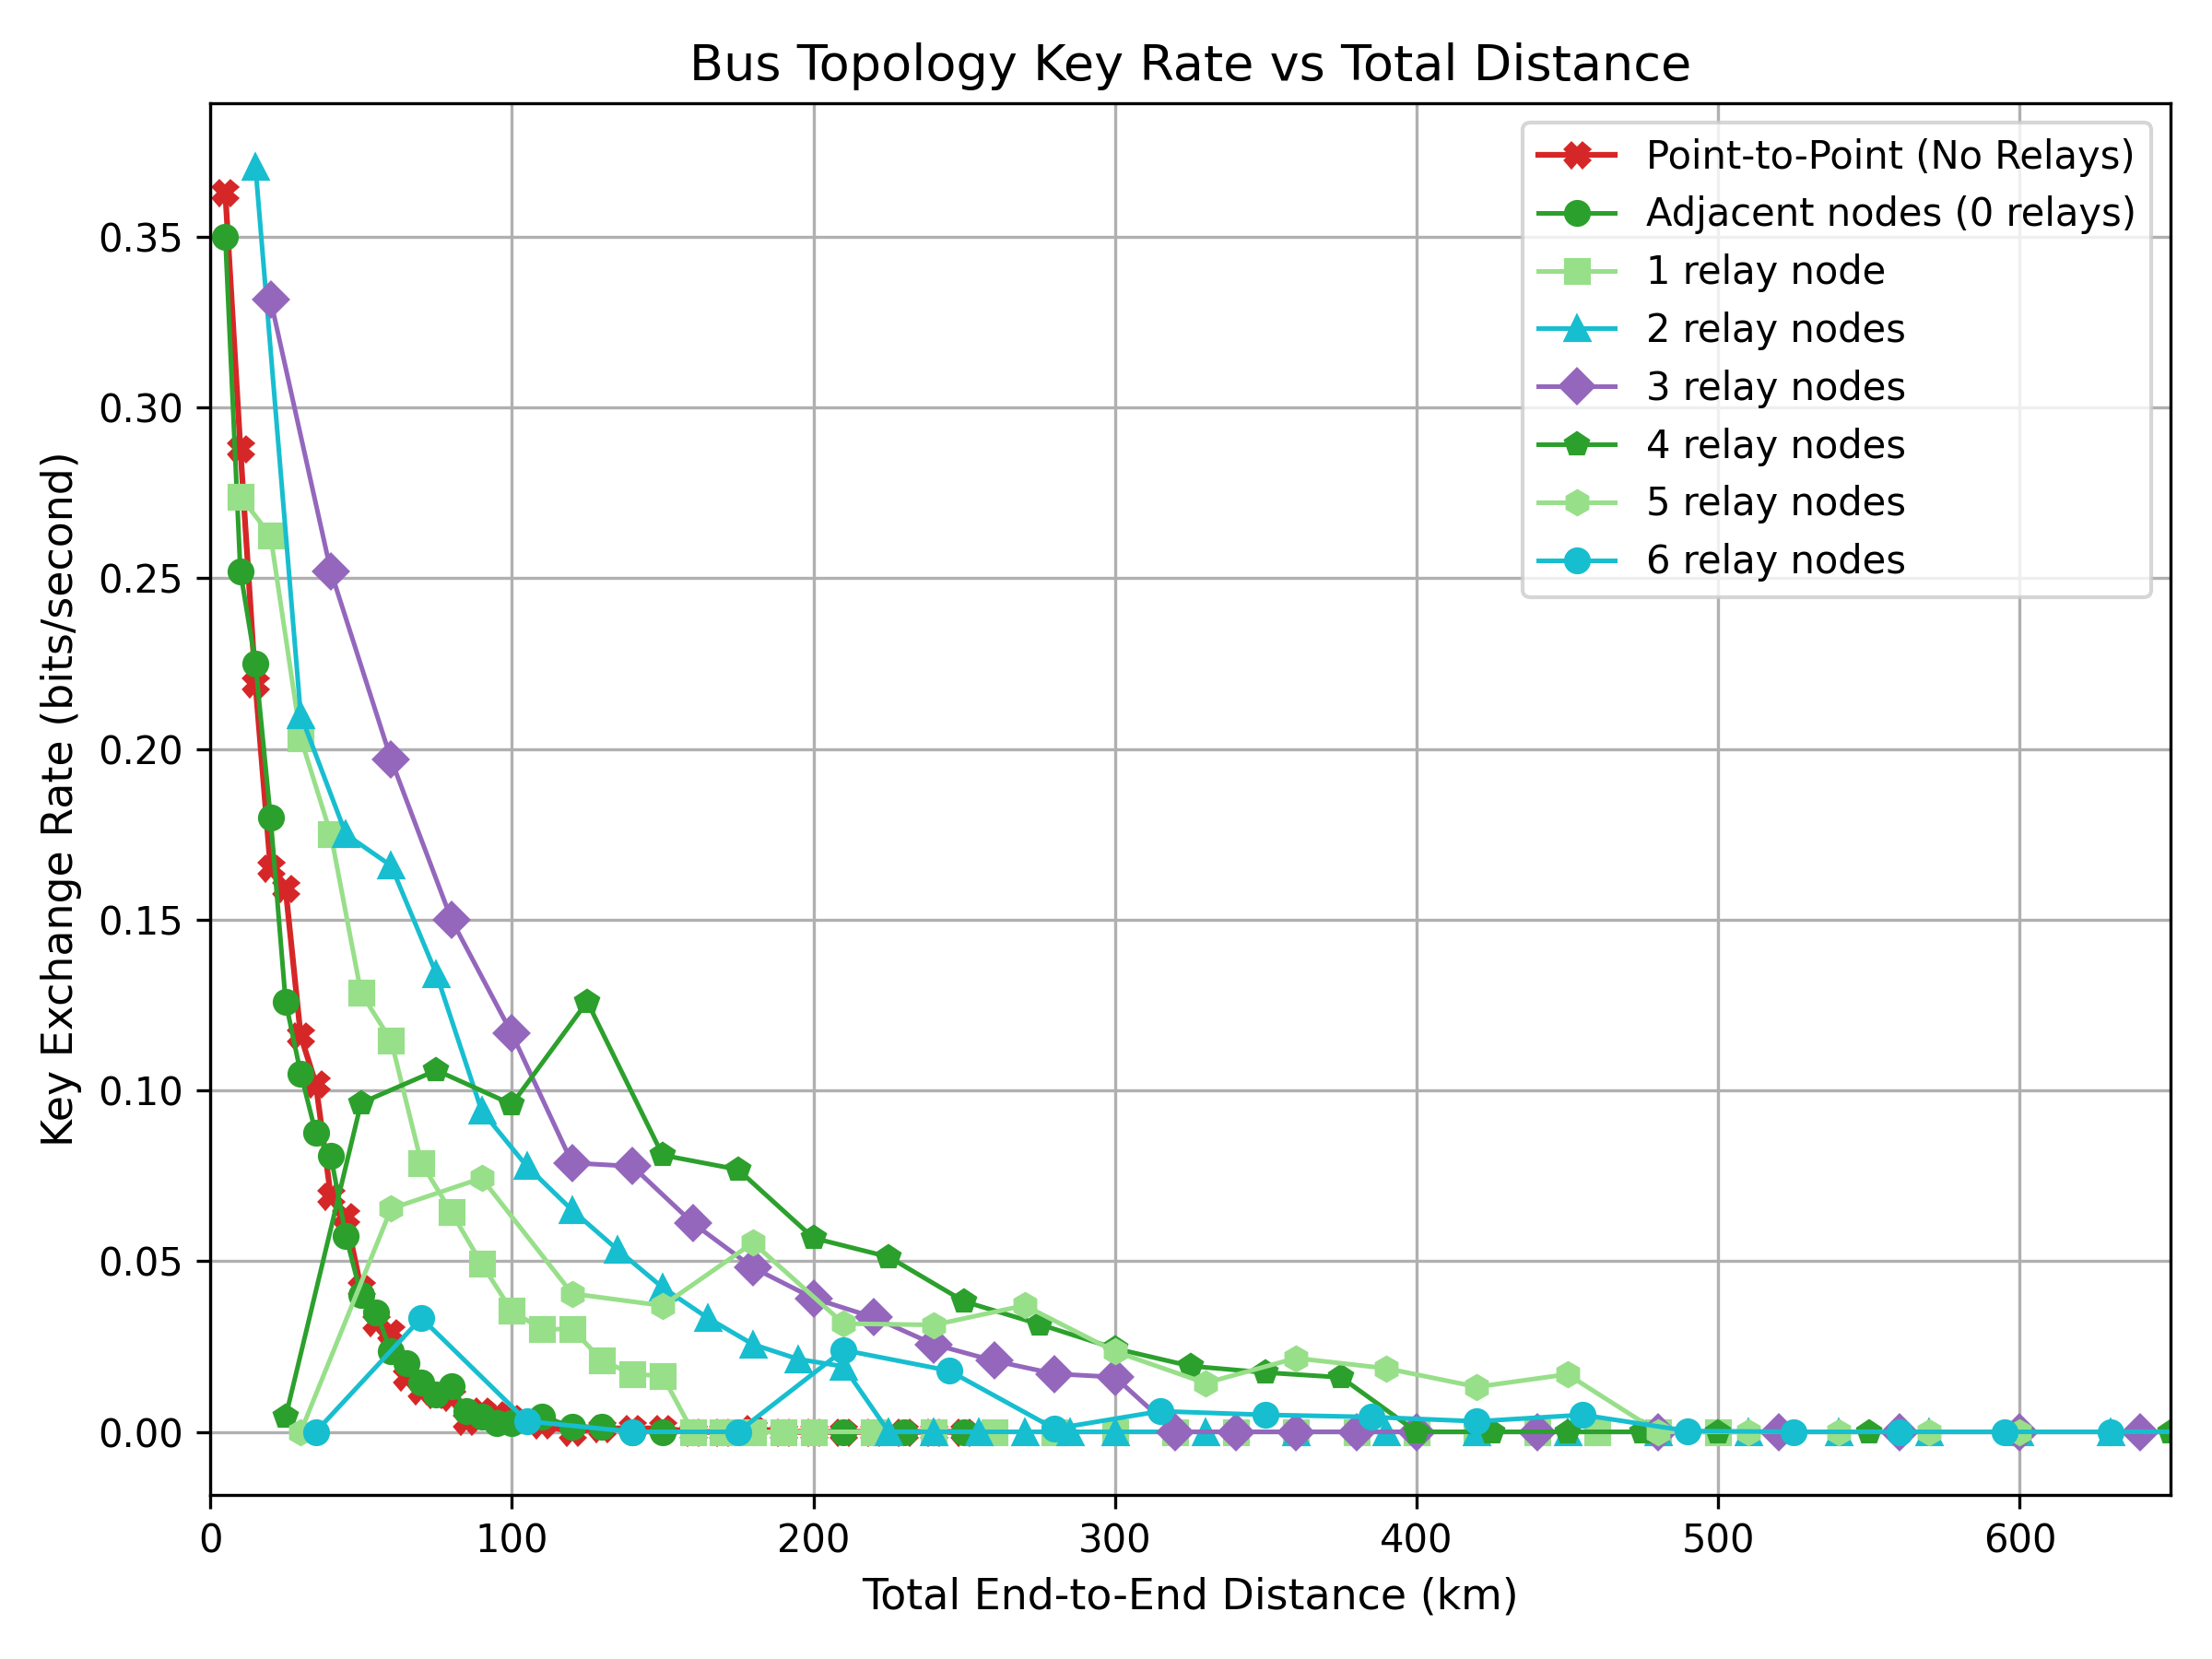 Bus Topology Key Rate vs Total Distance
Key Exchange Rate (bits/second)
0.35
0.30
0.25
0.20
0.15
0.10
0.05
0.00
Point-to-Point (No Relays)
Adjacent nodes (0 relays)
1 relay node
2 relay nodes
3 relay nodes
4 relay nodes
5 relay nodes
6 relay nodes
0 100 200 300 400 500 600
Total End-to-End Distance (km)